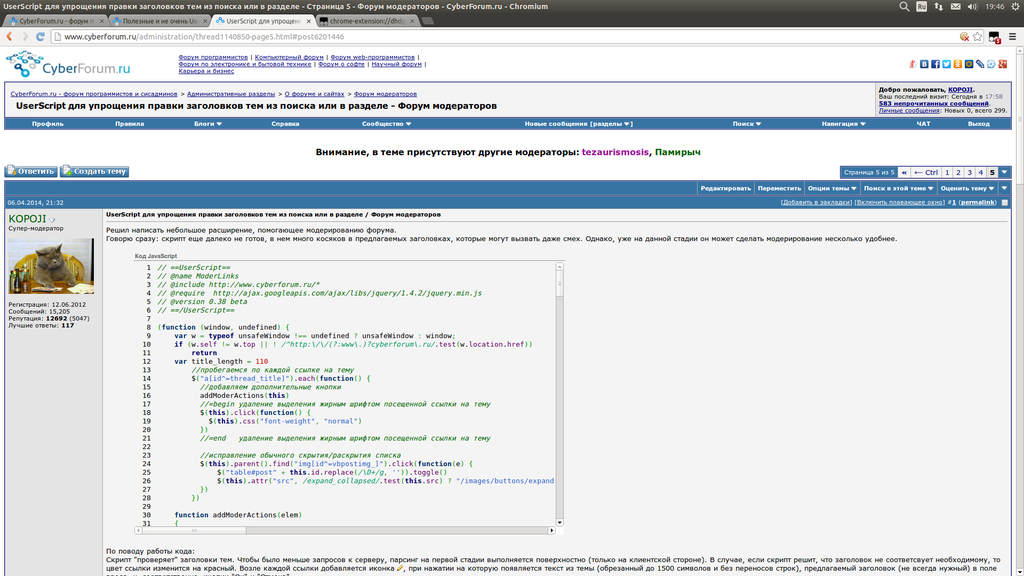 UserScript для упрощения правки заголовков тем из поиска или в разделе - Страница 5 - Форум модераторов - CyberForum.ru - Chromium
Ru
19:46
CyberForum.ru - форум п
Полезные и не очень Us
UserScript для упрощен
chrome-extension://dhd
www.cyberforum.ru/administration/thread1140850-page5.html#post6201446
CyberForum.ru
Форум программистов | Компьютерный форум | Форум web-программистов |
Форум по электронике и бытовой технике | Форум о софте | Научный форум |
Карьера и бизнес
CyberForum.ru - форум программистов и сисадминов > Административные разделы > О форуме и сайтах > Форум модераторов
UserScript для упрощения правки заголовков тем из поиска или в разделе - Форум модераторов
Добро пожаловать, KOPOJI.
Ваш последний визит: Сегодня в 17:58
583 непрочитанных сообщений.
Личные сообщения: Новых 0, всего 299.
Профиль Правила Блоги Справка Сообщество Новые сообщения [разделы] Поиск Навигация ЧАТ Выход
Внимание, в теме присутствуют другие модераторы: tezaurismosis, Памирыч
Ответить Создать тему
Страница 5 из 5 « ← Ctrl 1 2 3 4 5
Редактировать Переместить Опции темы Поиск в этой теме Оценить тему
06.04.2014, 21:32
[Добавить в закладки] [Включить плавающее окно] #1 (permalink)
KOPOJI
Супер-модератор
Регистрация: 12.06.2012
Сообщений: 15,205
Репутация: 12692 (5047)
Лучшие ответы: 117
UserScript для упрощения правки заголовков тем из поиска или в разделе / Форум модераторов
Решил написать небольшое расширение, помогающее модерированию форума.
Говорю сразу: скрипт еще далеко не готов, в нем много косяков в предлагаемых заголовках, которые могут вызвать даже смех. Однако, уже на данной стадии он может сделать модерирование несколько удобнее.
Код JavaScript
1 // ==UserScript==
2 // @name ModerLinks
3 // @include http://www.cyberforum.ru/*
4 // @require http://ajax.googleapis.com/ajax/libs/jquery/1.4.2/jquery.min.js
5 // @version 0.38 beta
6 // ==/UserScript==
7
8 (function (window, undefined) {
9 var w = typeof unsafeWindow !== undefined ? unsafeWindow : window;
10 if (w.self != w.top || ! /^http:\/\/(?:www\.)?cyberforum\.ru/.test(w.location.href))
11 return
12 var title_length = 110
13 //пробегаемся по каждой ссылке на тему
14 $("a[id^=thread_title]").each(function() {
15 //добавляем дополнительные кнопки
16 addModerActions(this)
17 //=begin удаление выделения жирным шрифтом посещенной ссылки на тему
18 $(this).click(function() {
19 $(this).css("font-weight", "normal")
20 })
21 //=end удаление выделения жирным шрифтом посещенной ссылки на тему
22
23 //исправление обычного скрытия/раскрытия списка
24 $(this).parent().find("img[id^=vbpostimg_]").click(function(e) {
25 $("table#post" + this.id.replace(/\D+/g, '')).toggle()
26 $(this).attr("src", /expand_collapsed/.test(this.src) ? "/images/buttons/expand
27 })
28 })
29
30 function addModerActions(elem)
31 {
По поводу работы кода:
Скрипт "проверяет" заголовки тем. Чтобы было меньше запросов к серверу, парсинг на первой стадии выполняется поверхностно (только на клиентской стороне). В случае, если скрипт решит, что заголовок не соответсвует необходимому, то
цвет ссылки изменится на красный. Возле каждой ссылки добавляется иконка , при нажатии на которую появляется текст из темы (обрезанный до 1500 символов и без переносов строк), предлагаемый заголовок (не всегда нужный) в поле